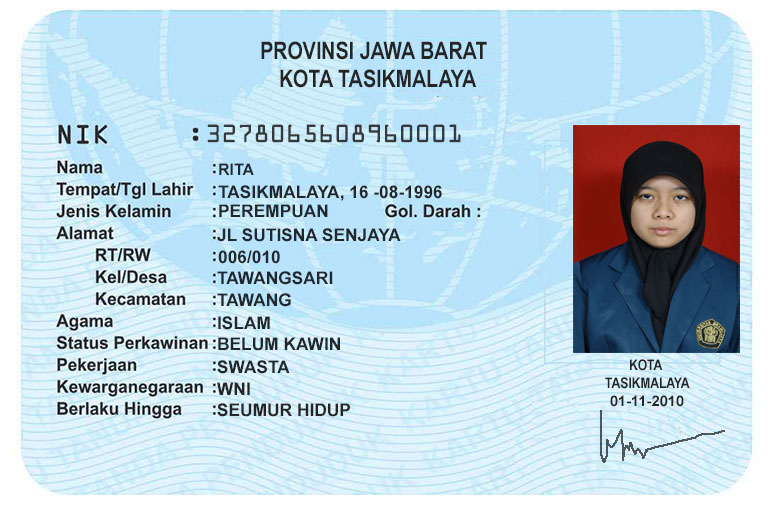 PROVINSI JAWA BARAT
KOTA TASIKMALAYA
NIK :3278065608960001
Nama :RITA
Tempat/Tgl Lahir :TASIKMALAYA, 16 -08-1996
Jenis Kelamin :PEREMPUAN Gol. Darah :
Alamat :JL SUTISNA SENJAYA
RT/RW :006/010
Kel/Desa :TAWANGSARI
Kecamatan :TAWANG
Agama :ISLAM
Status Perkawinan :BELUM KAWIN
Pekerjaan :SWASTA
Kewarganegaraan :WNI
Berlaku Hingga :SEUMUR HIDUP
KOTA
TASIKMALAYA
01-11-2010